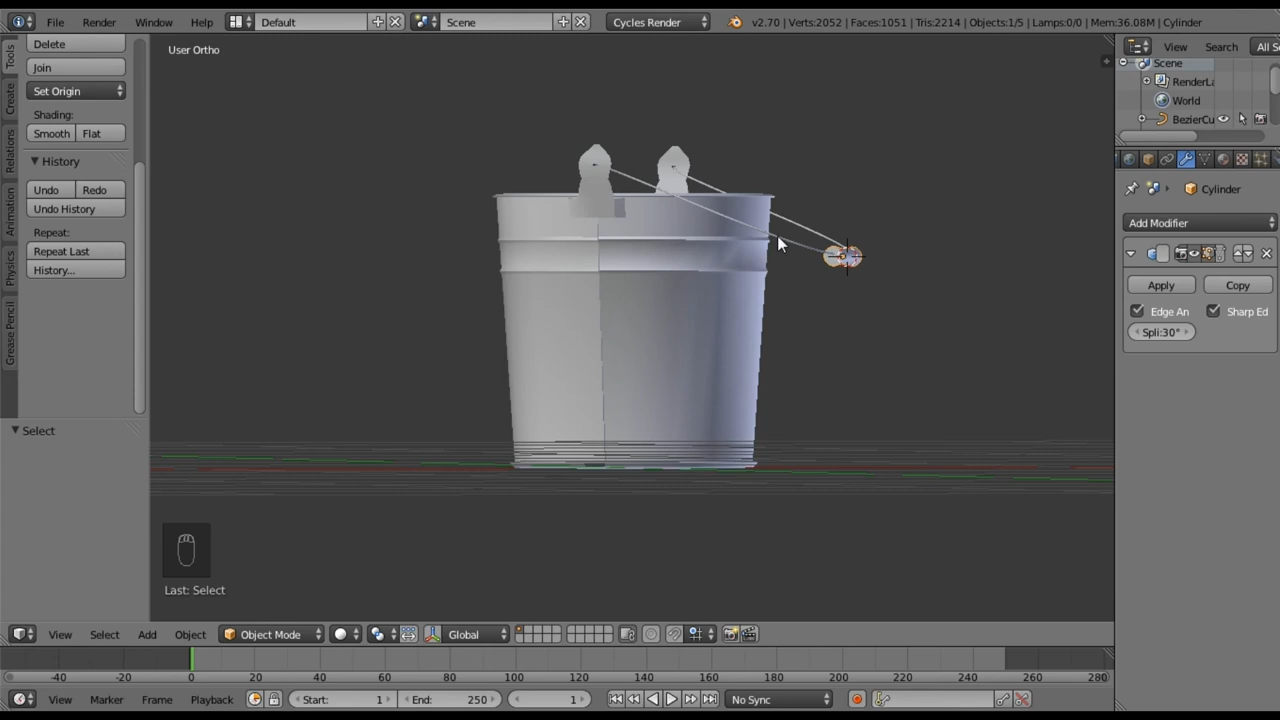 File Render Window Help Default Scene Cycles Render v2.70 | Verts:2052 | Faces:1051 | Tris:2214 | Objects:1/5 | Lamps:0/0 | Mem:36.08M | Cylinder
User Ortho
View Search All S
Scene
RenderLa
World
BezierCu
Tools
Create
Relations
Animation
Physics
Grease Pencil
Delete
Join
Set Origin
Shading:
Smooth Flat
History
Undo Redo
Undo History
Repeat:
Repeat Last
History...
Select
Cylinder
Add Modifier
Apply Copy
Edge An Sharp Ed
Spli:30°
Last: Select
View Select Add Object Object Mode Global
-40 -20 0 20 40 60 80 100 120 140 160 180 200 220 240 260 280
View Marker Frame Playback Start: 1 End: 250 1 No Sync